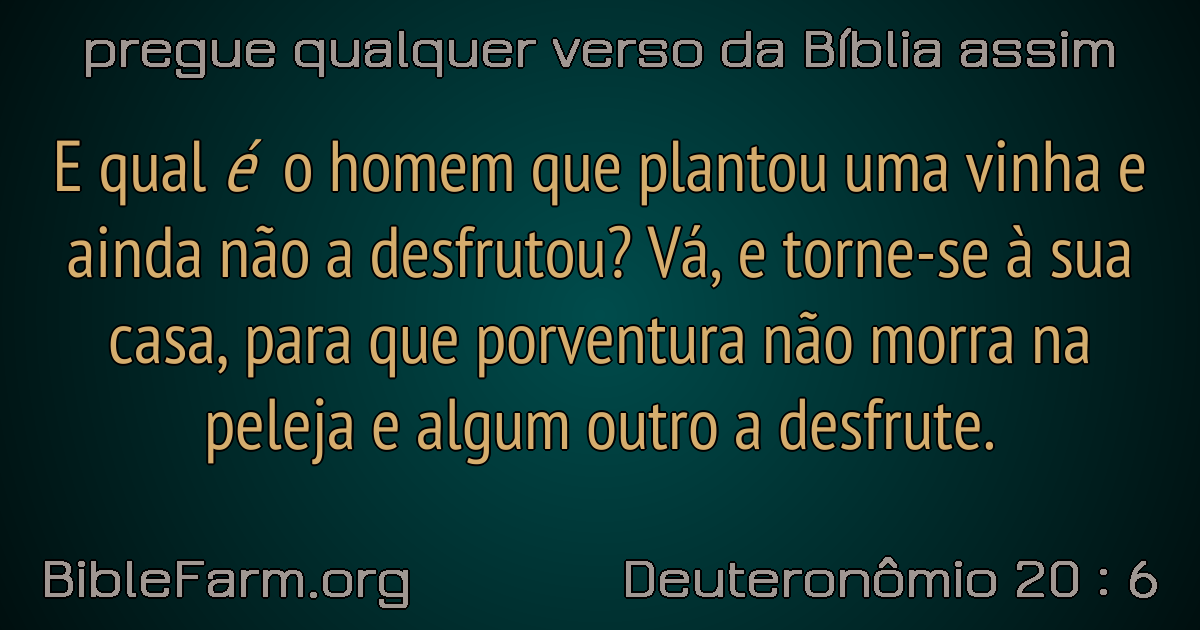 pregue qualquer verso da Bíblia assim
E qual é o homem que plantou uma vinha e
ainda não a desfrutou? Vá, e torne-se à sua
casa, para que porventura não morra na
peleja e algum outro a desfrute.
BibleFarm.org
Deuteronômio 20 : 6